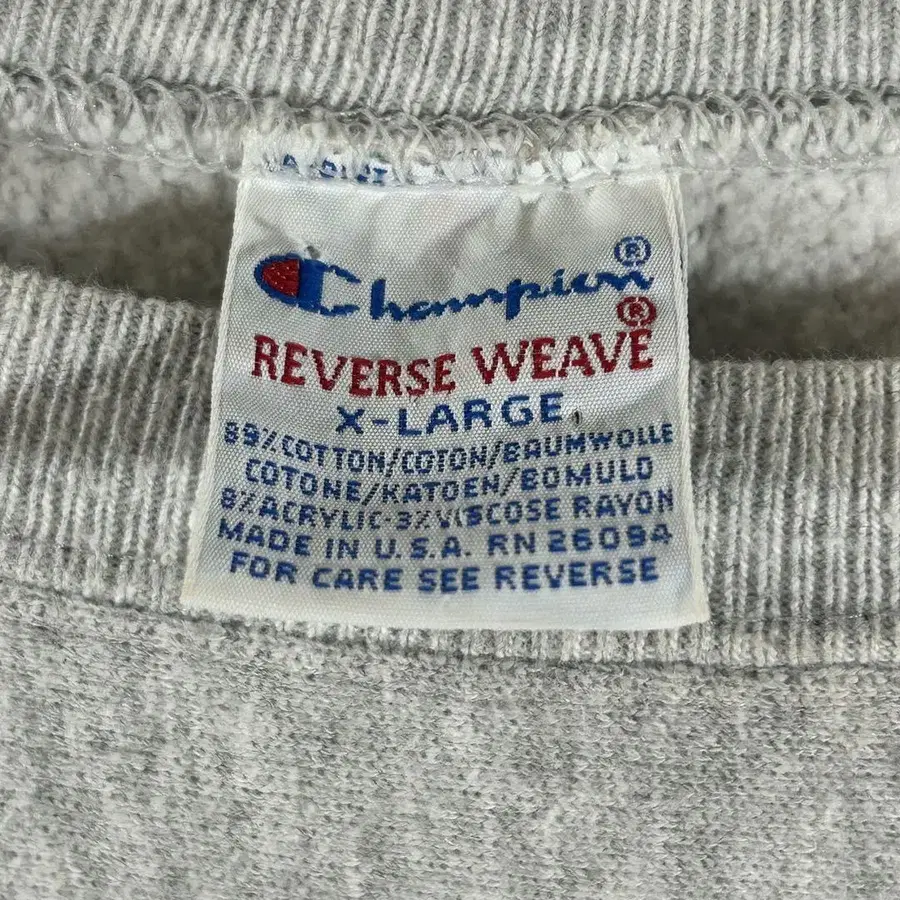 Champion®
REVERSE WEAVE®
X-LARGE
89%COTTON/COTON/BAUMWOLLE
COTONE/KATOEN/BOMULD
8%ACRYLIC-3%VISCOSE RAYON
MADE IN U.S.A. RN 26094
FOR CARE SEE REVERSE